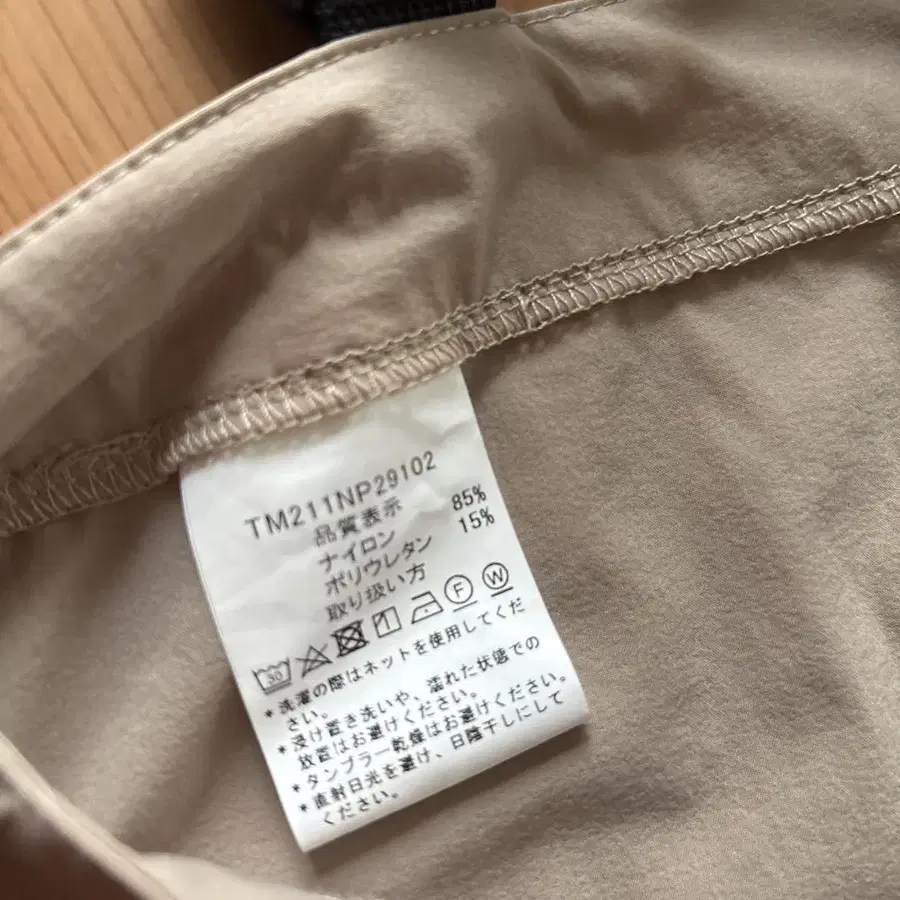 TM211NP29102
品質表示
ナイロン 85%
ポリウレタン 15%
取り扱い方
30 F W
*洗濯の際はネットを使用してくだ
さい。
*浸け置き洗いや、濡れた状態での
放置はお避けください。
*タンブラー乾燥はお避けください。
*直射日光を避け、日陰干しにして
ください。